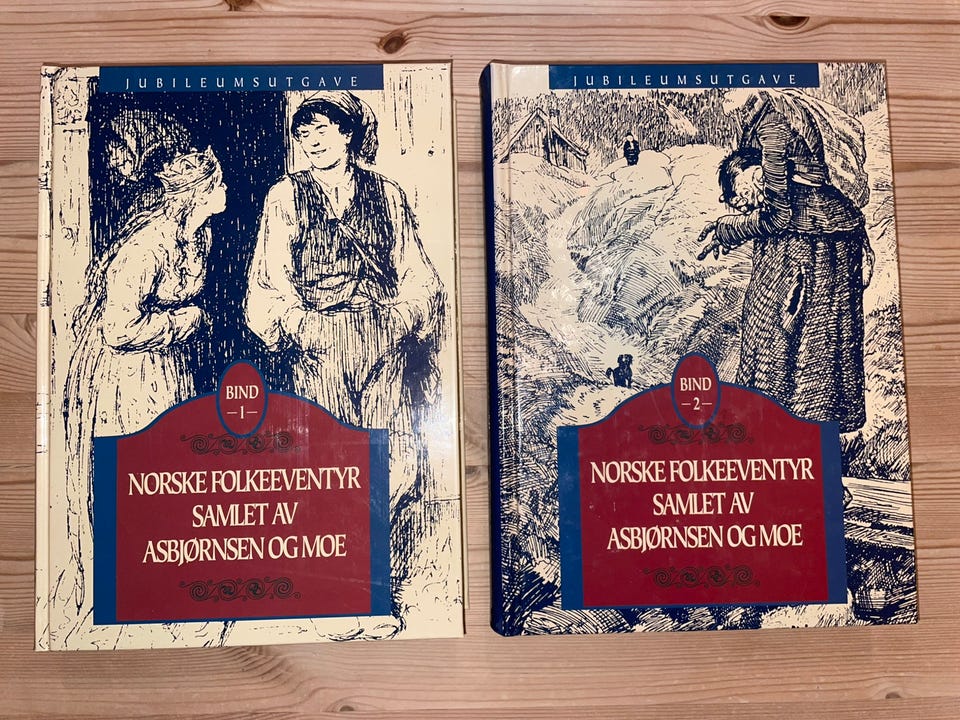 JUBILEUMSUTGAVE
BIND
—1—
NORSKE FOLKEEVENTYR
SAMLET AV
ASBJØRNSEN OG MOE
JUBILEUMSUTGAVE
BIND
—2—
NORSKE FOLKEEVENTYR
SAMLET AV
ASBJØRNSEN OG MOE